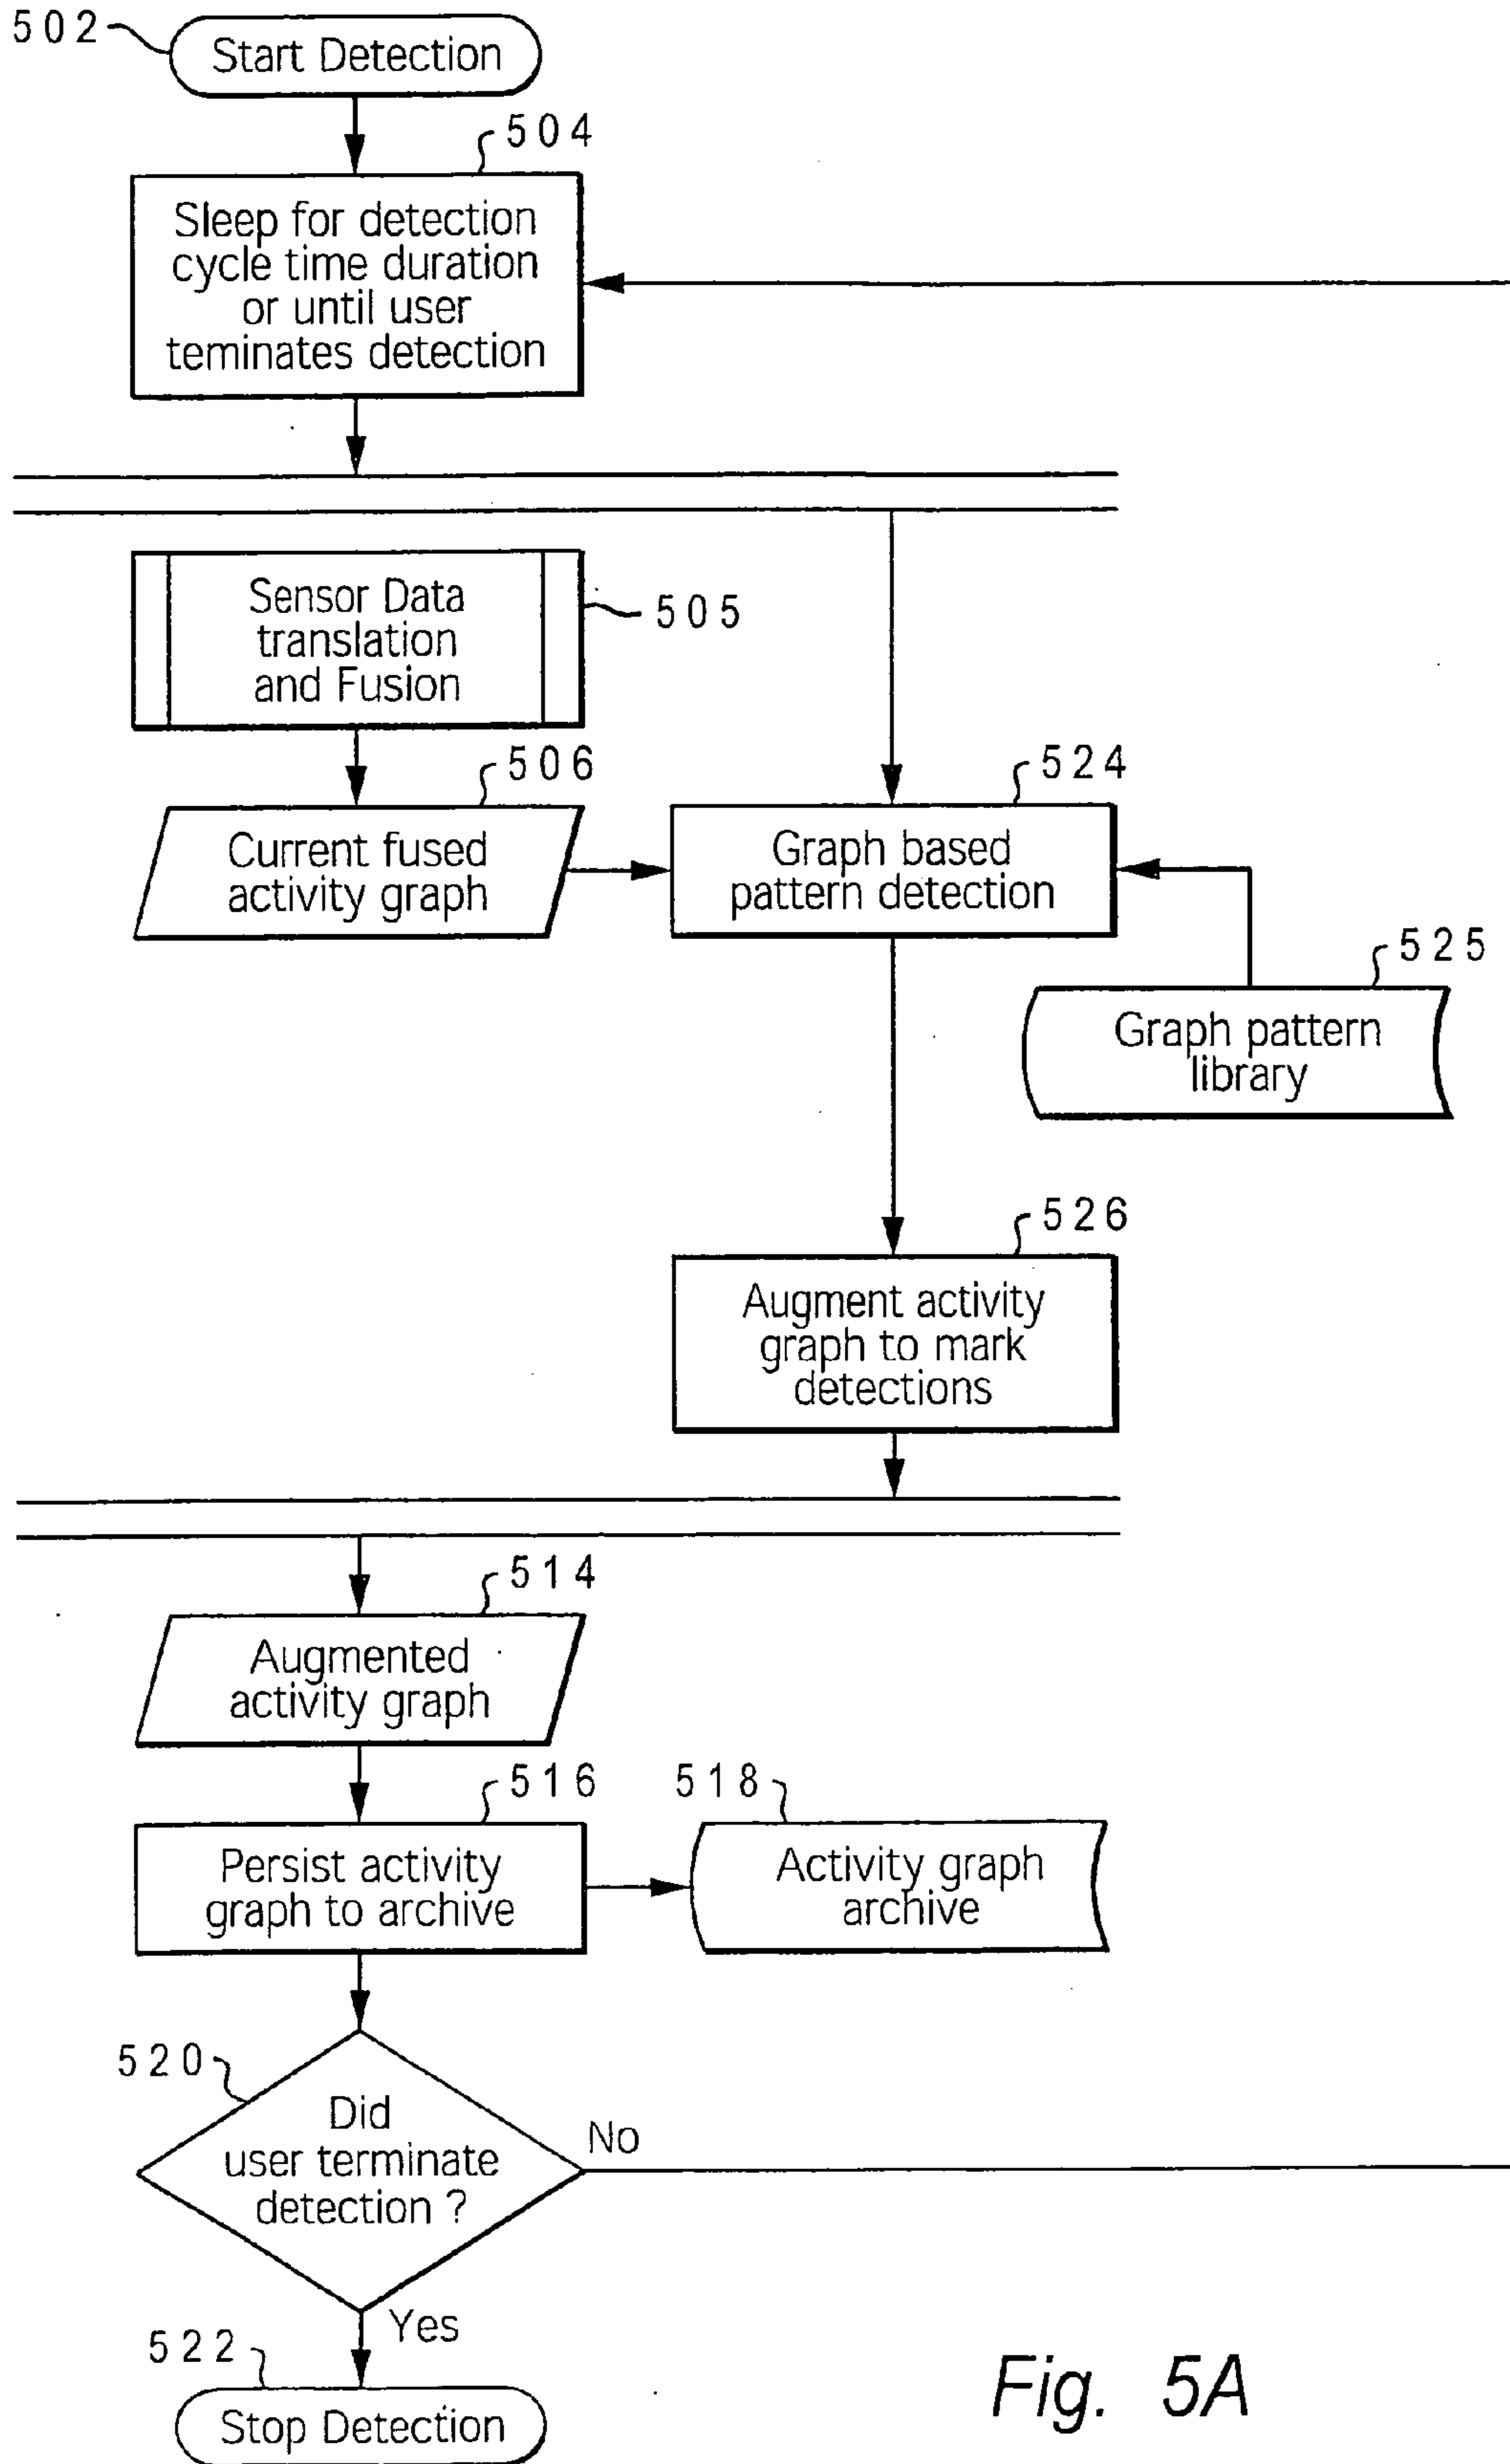 502
Start Detection
504
Sleep for detection
cycle time duration
or until user
teminates detection
Sensor Data
translation
and Fusion
505
506
Current fused
activity graph
524
Graph based
pattern detection
525
Graph pattern
library
526
Augment activity
graph to mark
detections
514
Augmented
activity graph
516
Persist activity
graph to archive
518
Activity graph
archive
520
Did
user terminate
detection ?
No
Yes
522
Stop Detection
Fig. 5A